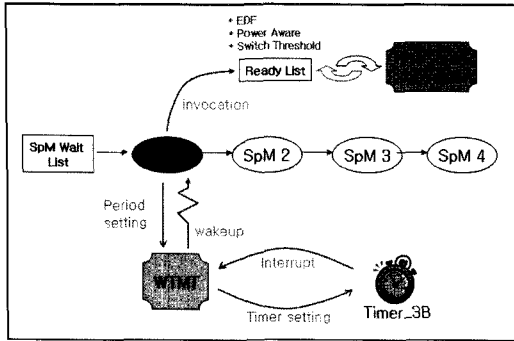 • EDF
• Power Aware
• Switch Threshold
Ready List
invocation
SpM Wait
List
SpM 2
SpM 3
SpM 4
Period
setting
wakeup
WTMT
Interrupt
Timer setting
Timer_3B